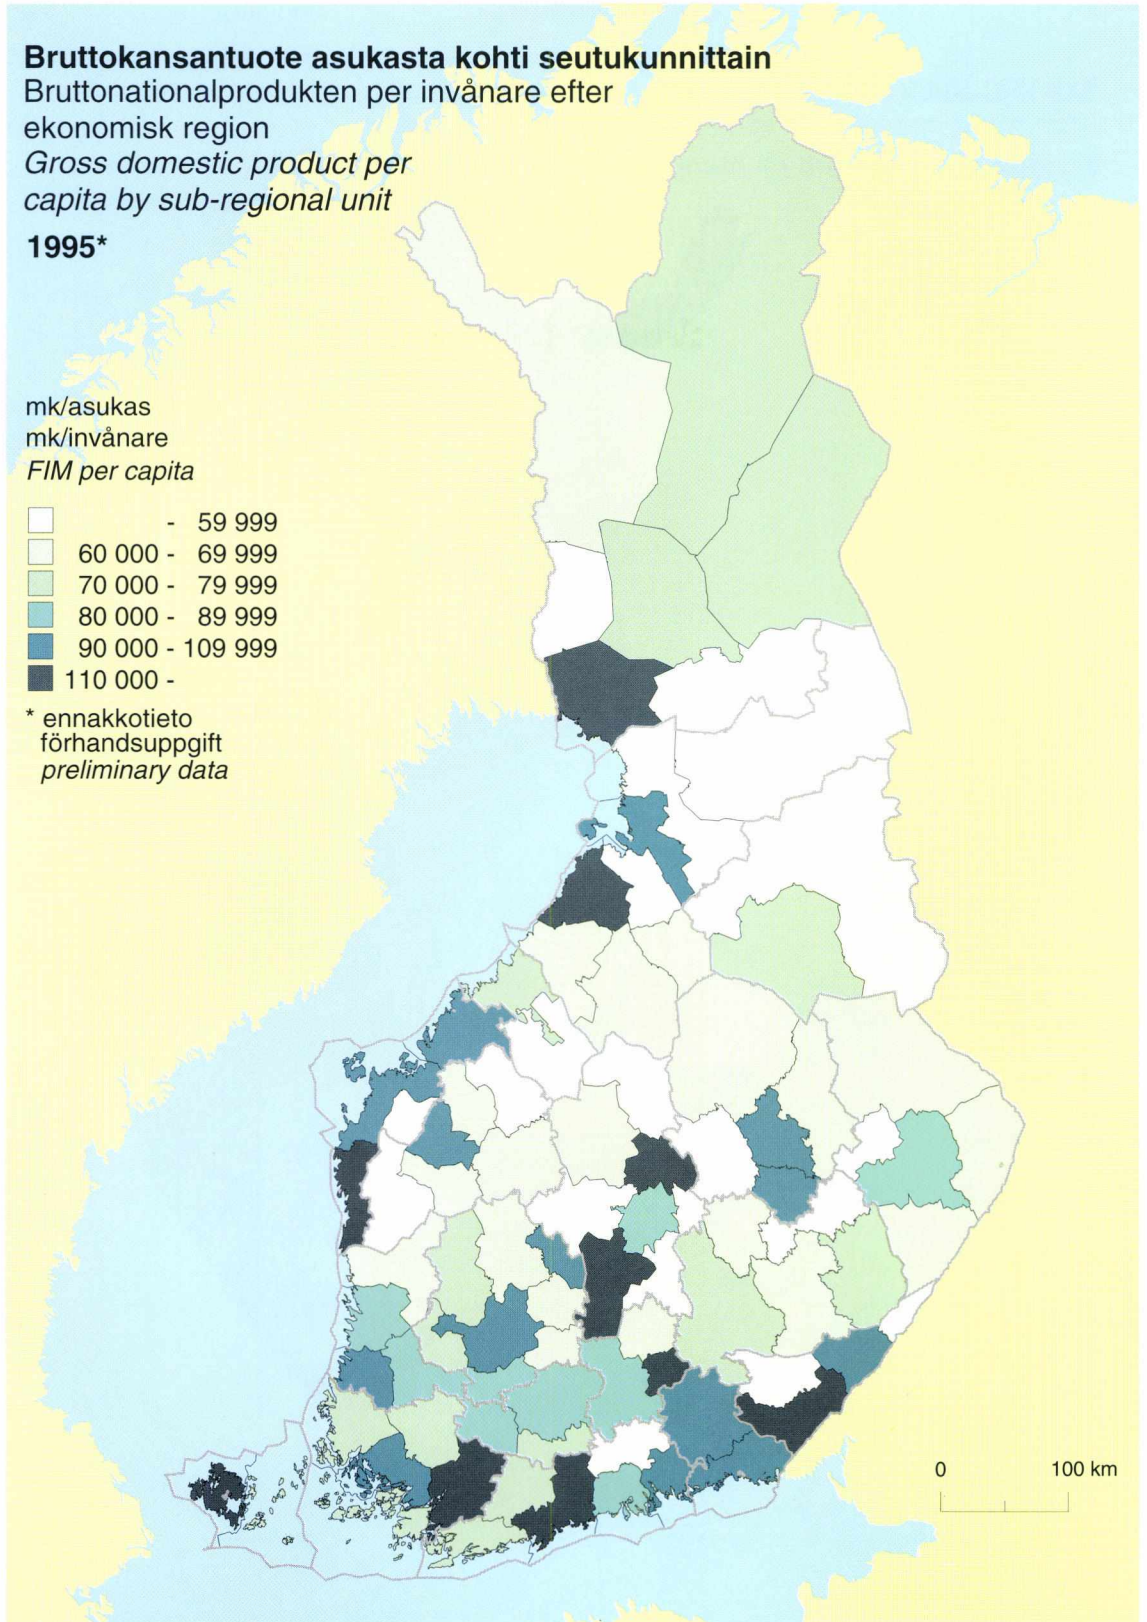 Bruttokansantuote asukasta kohti seutukunnittain
Bruttonationalprodukten per invånare efter
ekonomisk region
Gross domestic product per
capita by sub-regional unit
1995*
mk/asukas
mk/invånare
FIM per capita
- 59 999
60 000 - 69 999
70 000 - 79 999
80 000 - 89 999
90 000 - 109 999
110 000 -
* ennakkotieto
förhandsuppgift
preliminary data
0 100 km